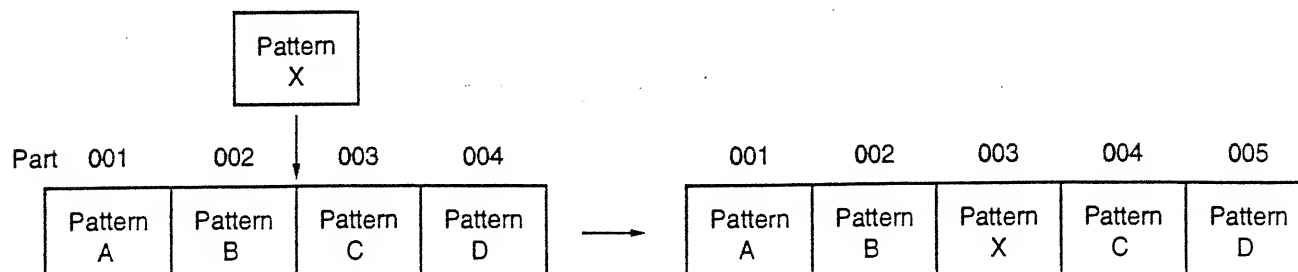 Pattern
X
Part 001 002 003 004 001 002 003 004 005
Pattern Pattern Pattern Pattern Pattern Pattern Pattern Pattern Pattern
A B C D A B X C D